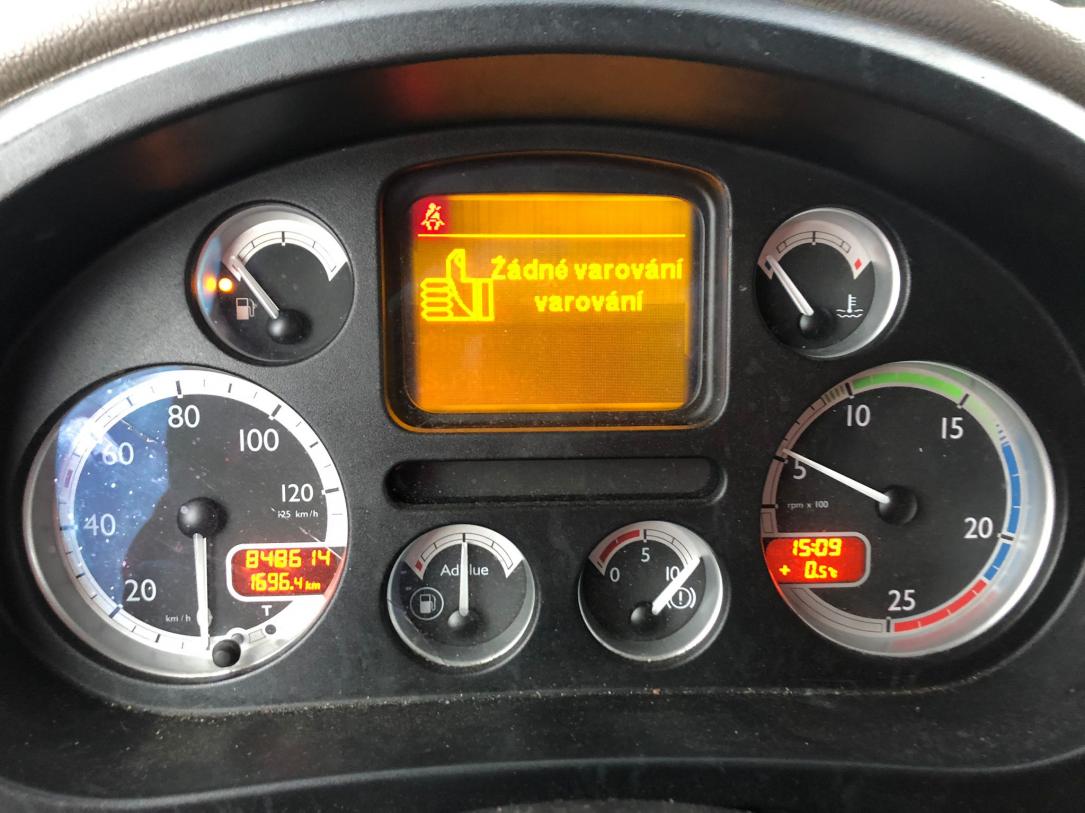 Žádné varování
varování
80
100
60
120
125 km/h
40
20
km/h
848614
1696.4 km
T
AdBlue
0
5
10
10
15
5
rpm x 100
20
25
15:09
+ 0.5°c